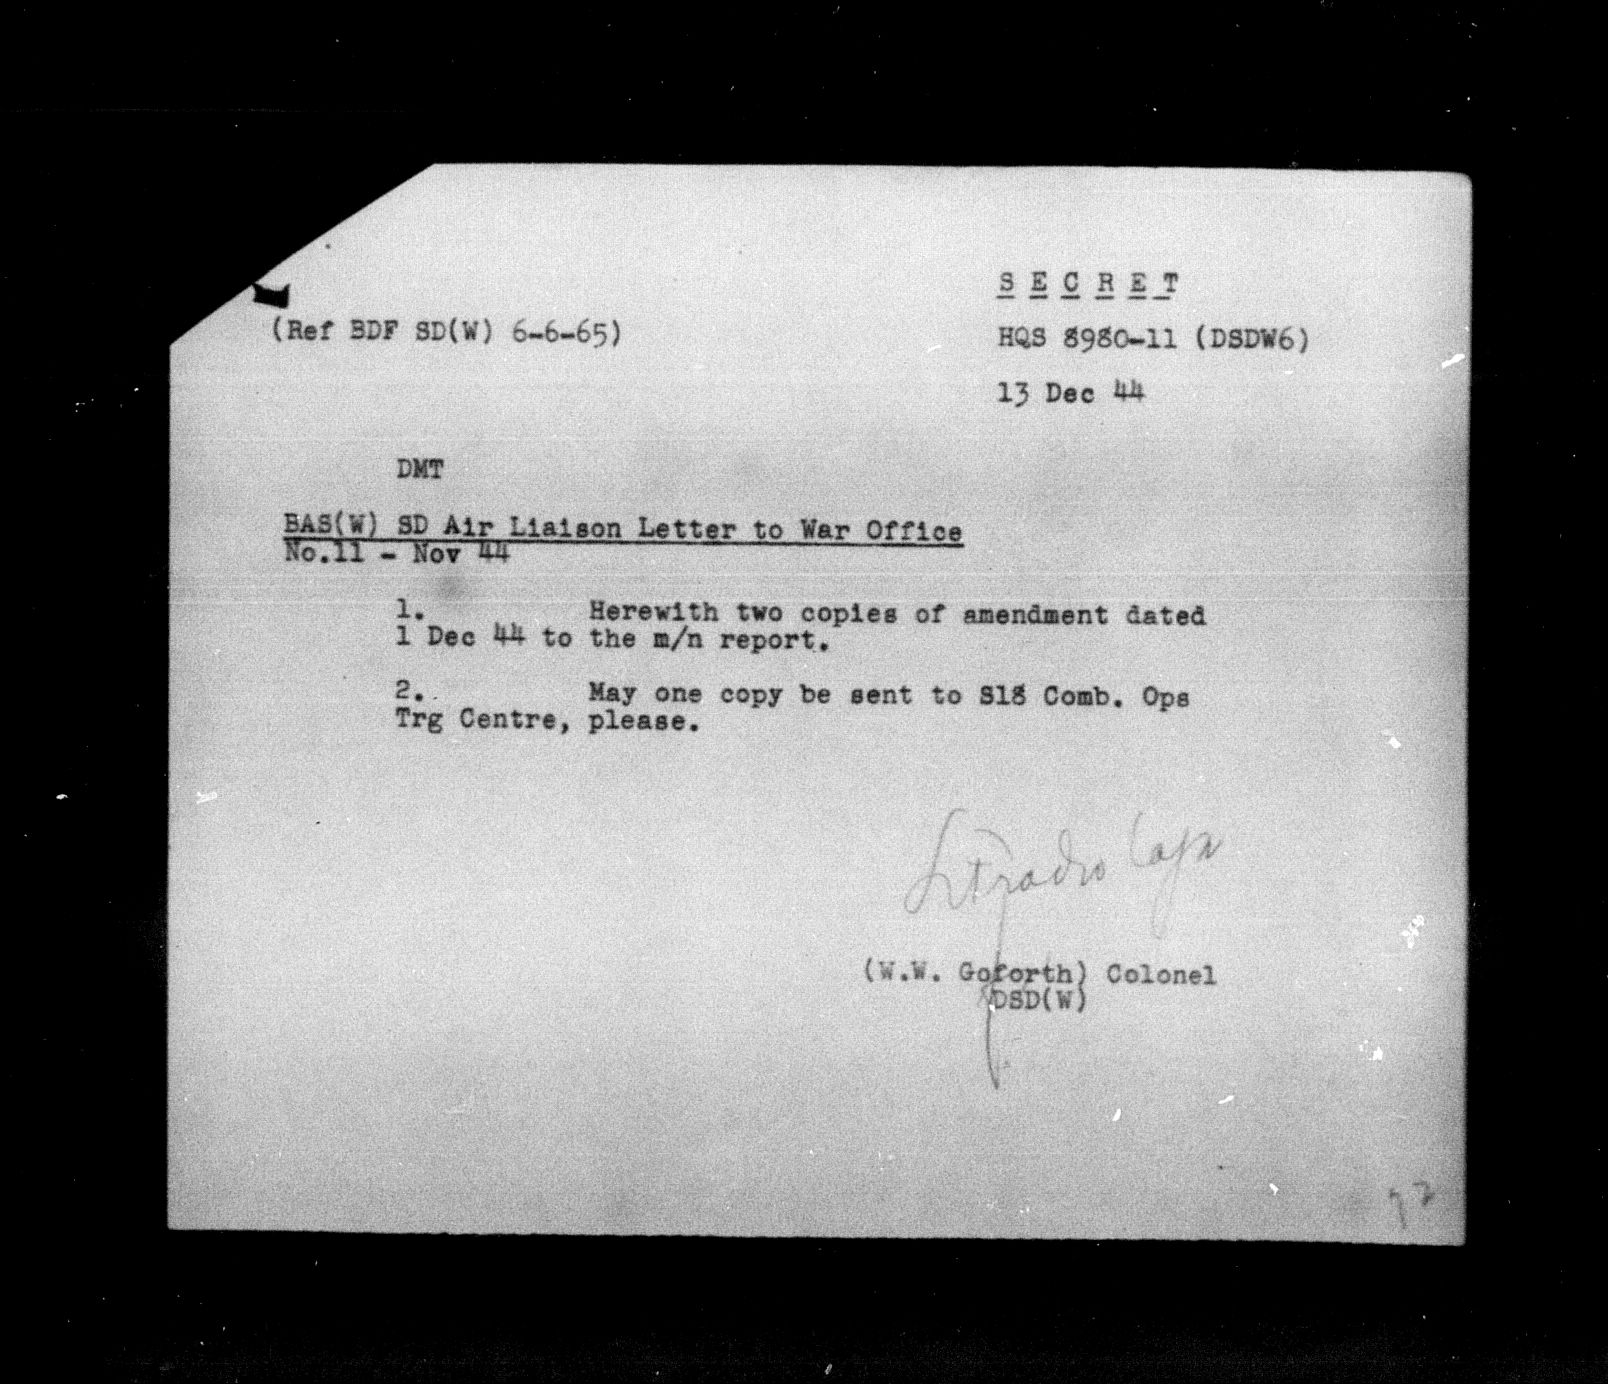 S E C R E T
(Ref BDF SD(W) 6-6-65)
HQS 8980-11 (DSDW6)
13 Dec 44
DMT
BAS(W) SD Air Liaison Letter to War Office
No.11 - Nov 44
1. Herewith two copies of amendment dated
1 Dec 44 to the m/n report.
2. May one copy be sent to S18 Comb. Ops
Trg Centre, please.
(W.W. Goforth) Colonel
DSD(W)
72